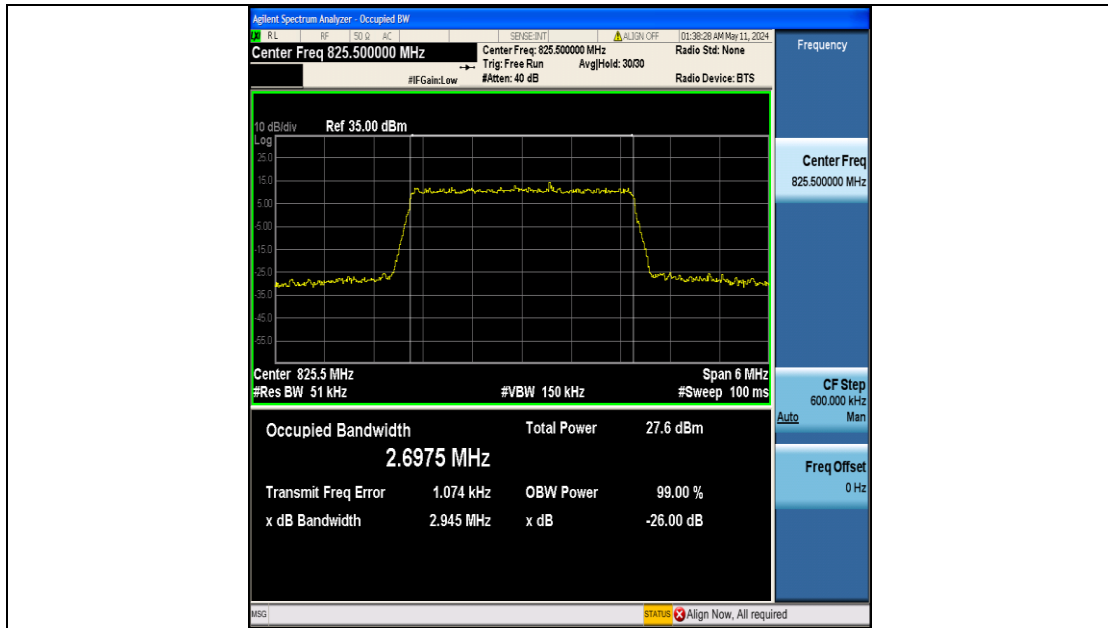 Agilent Spectrum Analyzer - Occupied BW
RL RF 50 Ω AC SENSE:INT ALIGN OFF 01:38:28 AM May 11, 2024
Center Freq 825.500000 MHz
Center Freq: 825.500000 MHz
Radio Std: None
Trig: Free Run
Avg|Hold: 30/30
#IFGain:Low
#Atten: 40 dB
Radio Device: BTS
10 dB/div
Ref 35.00 dBm
Log
25.0
15.0
5.00
-5.00
-15.0
-25.0
-35.0
-45.0
-55.0
Center 825.5 MHz
Span 6 MHz
#Res BW 51 kHz
#VBW 150 kHz
#Sweep 100 ms
Occupied Bandwidth
Total Power
27.6 dBm
2.6975 MHz
Transmit Freq Error
1.074 kHz
OBW Power
99.00 %
x dB Bandwidth
2.945 MHz
x dB
-26.00 dB
Frequency
Center Freq
825.500000 MHz
CF Step
600.000 kHz
Auto
Man
Freq Offset
0 Hz
MSG
STATUS
Align Now, All required